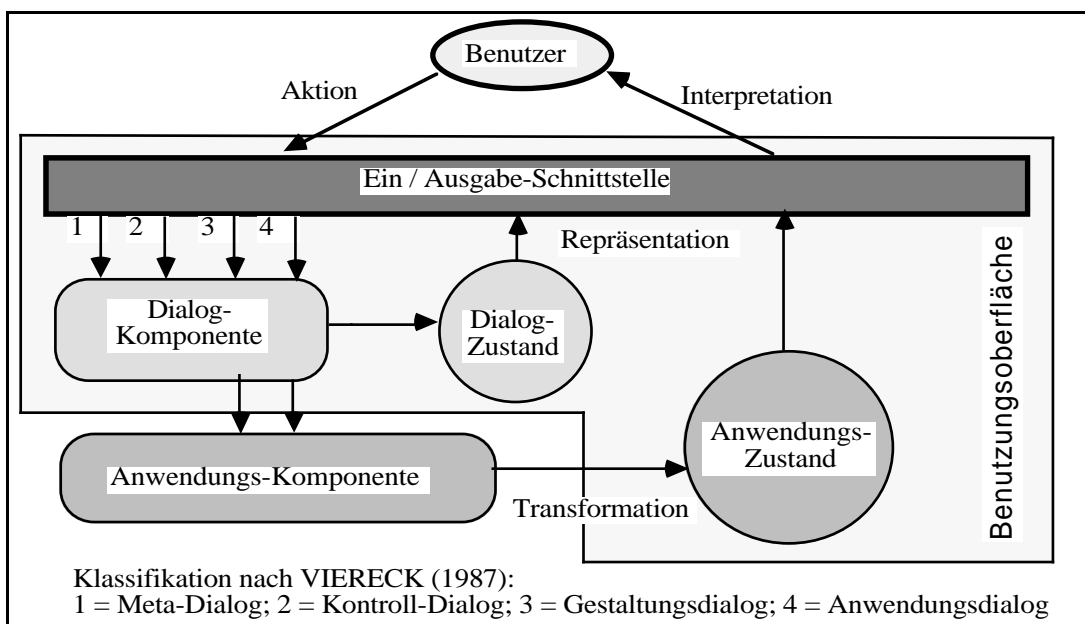 Benutzer
Aktion
Interpretation
Ein / Ausgabe-Schnittstelle
1 2 3 4
Repräsentation
Dialog-
Komponente
Dialog-
Zustand
Benutzungsoberfläche
Anwendungs-
Zustand
Anwendungs-Komponente
Transformation
Klassifikation nach VIERECK (1987):
1 = Meta-Dialog; 2 = Kontroll-Dialog; 3 = Gestaltungsdialog; 4 = Anwendungsdialog